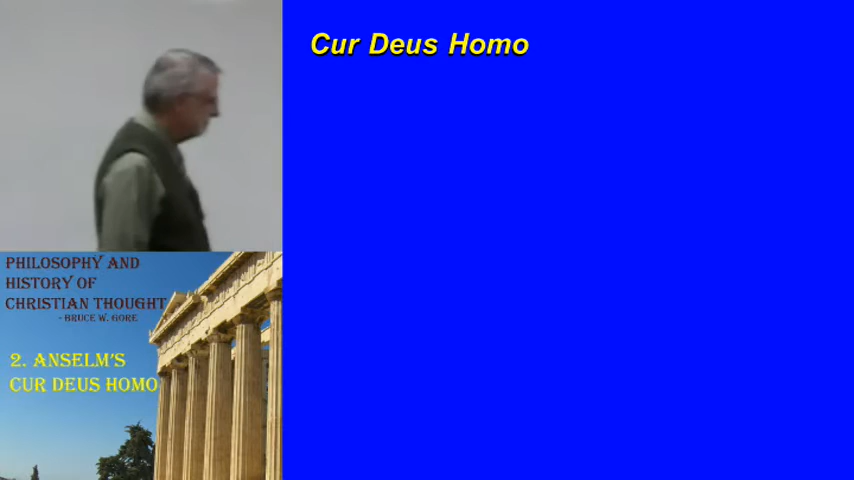 Cur Deus Homo
PHILOSOPHY AND
HISTORY OF
CHRISTIAN THOUGHT
- BRUCE W. GORE
2. ANSELM'S
CUR DEUS HOMO